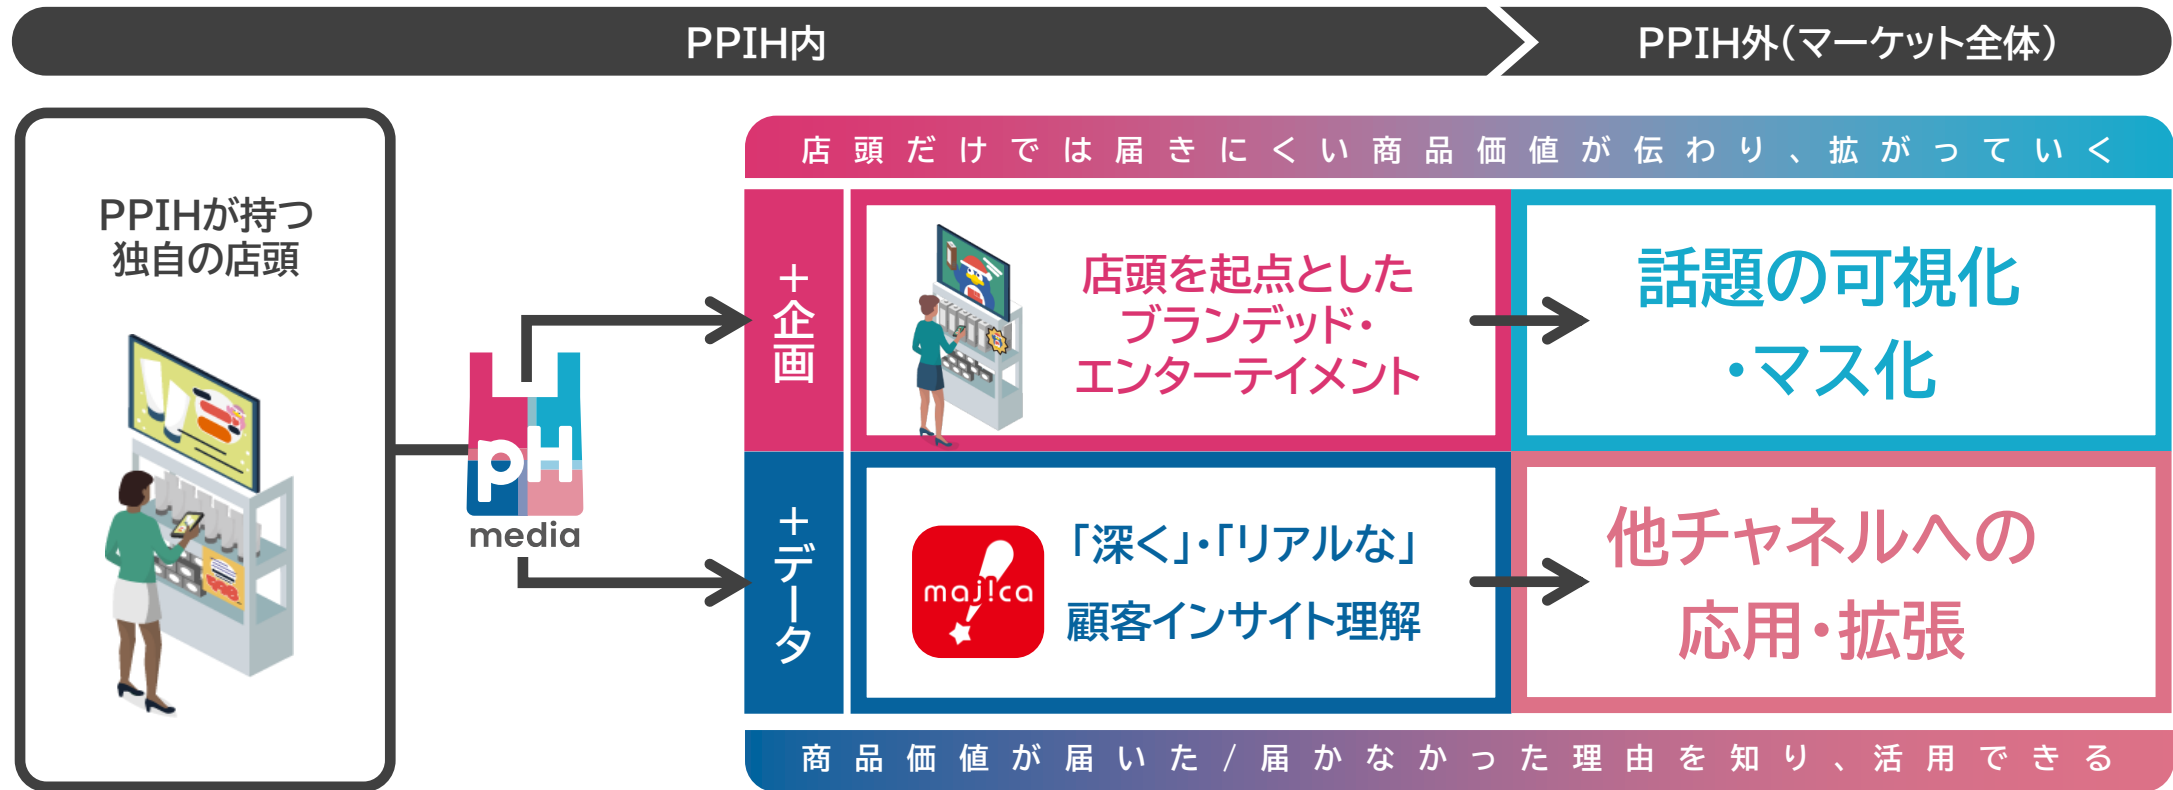 PPIH内
PPIH外(マーケット全体)
PPIHが持つ
独自の店頭
pH
media
店頭だけでは届きにくい商品価値が伝わり、拡がっていく
＋企画
店頭を起点とした
ブランデッド・
エンターテイメント
話題の可視化
・マス化
＋データ
maj!ca
「深く」・「リアルな」
顧客インサイト理解
他チャネルへの
応用・拡張
商品価値が届いた/届かなかった理由を知り、活用できる